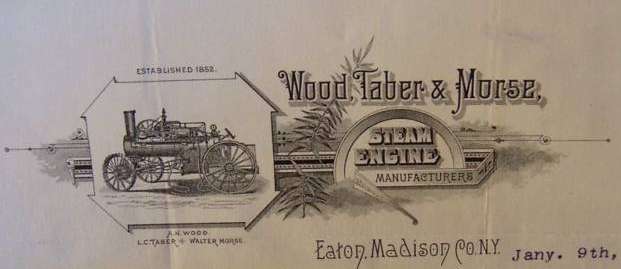 ESTABLISHED 1852.
Wood, Taber & Morse,
STEAM
ENGINE
MANUFACTURERS
A.N. WOOD.
L.C. TABER + WALTER MORSE.
Eaton, Madison Co. N.Y.
Jany. 9th,